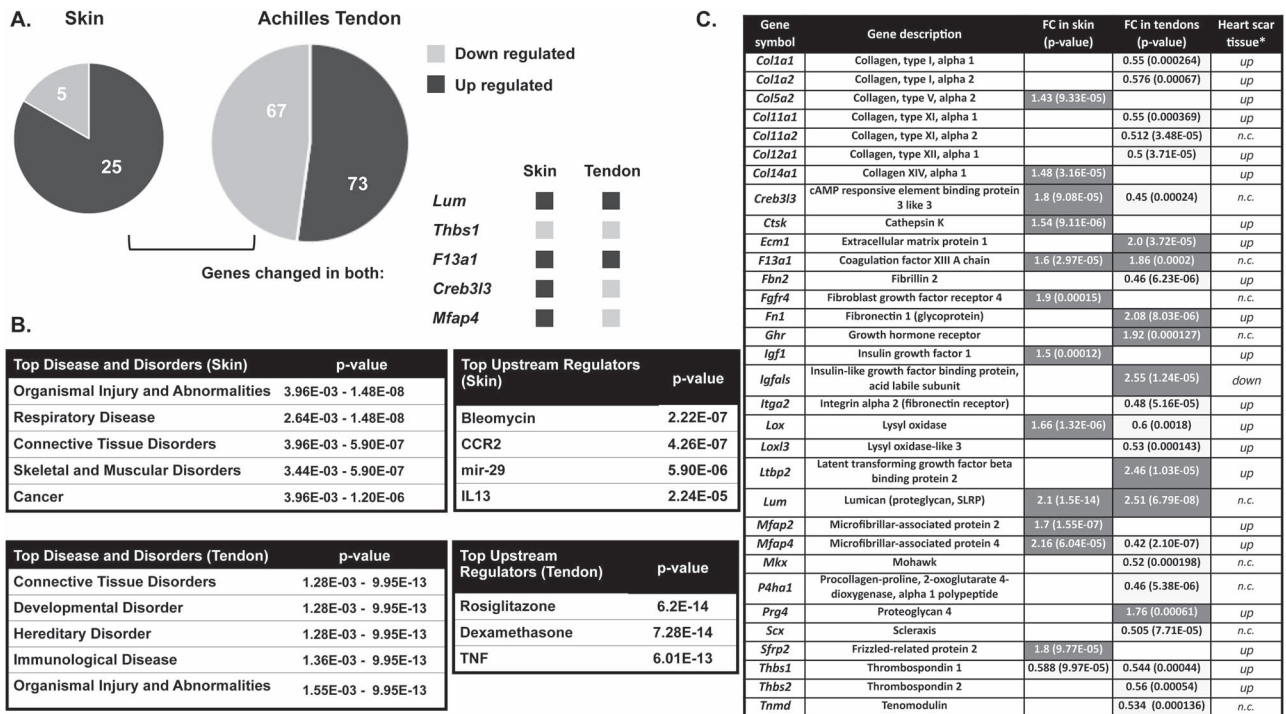 A.
Skin
Achilles Tendon
5
25
67
73
Down regulated
Up regulated
Genes changed in both:
Skin Tendon
Lum
Thbs1
F13a1
Creb3l3
Mfap4
B.
Top Disease and Disorders (Skin) p-value
Organismal Injury and Abnormalities 3.96E-03 - 1.48E-08
Respiratory Disease 2.64E-03 - 1.48E-08
Connective Tissue Disorders 3.96E-03 - 5.90E-07
Skeletal and Muscular Disorders 3.44E-03 - 5.90E-07
Cancer 3.96E-03 - 1.20E-06
Top Upstream Regulators
(Skin) p-value
Bleomycin 2.22E-07
CCR2 4.26E-07
mir-29 5.90E-06
IL13 2.24E-05
Top Disease and Disorders (Tendon) p-value
Connective Tissue Disorders 1.28E-03 - 9.95E-13
Developmental Disorder 1.28E-03 - 9.95E-13
Hereditary Disorder 1.28E-03 - 9.95E-13
Immunological Disease 1.36E-03 - 9.95E-13
Organismal Injury and Abnormalities 1.55E-03 - 9.95E-13
Top Upstream
Regulators (Tendon) p-value
Rosiglitazone 6.2E-14
Dexamethasone 7.28E-14
TNF 6.01E-13
C.
Gene symbol Gene description FC in skin (p-value) FC in tendons (p-value) Heart scar tissue*
Col1a1 Collagen, type I, alpha 1 0.55 (0.000264) up
Col1a2 Collagen, type I, alpha 2 0.576 (0.00067) up
Col5a2 Collagen, type V, alpha 2 1.43 (9.33E-05) up
Col11a1 Collagen, type XI, alpha 1 0.55 (0.000369) up
Col11a2 Collagen, type XI, alpha 2 0.512 (3.48E-05) n.c.
Col12a1 Collagen, type XII, alpha 1 0.5 (3.71E-05) up
Col14a1 Collagen XIV, alpha 1 1.48 (3.16E-05) up
Creb3l3 cAMP responsive element binding protein 3 like 3 1.8 (9.08E-05) 0.45 (0.00024) n.c.
Ctsk Cathepsin K 1.54 (9.11E-06) up
Ecm1 Extracellular matrix protein 1 2.0 (3.72E-05) up
F13a1 Coagulation factor XIII A chain 1.6 (2.97E-05) 1.86 (0.0002) n.c.
Fbn2 Fibrillin 2 0.46 (6.23E-06) up
Fgfr4 Fibroblast growth factor receptor 4 1.9 (0.00015) n.c.
Fn1 Fibronectin 1 (glycoprotein) 2.08 (8.03E-06) up
Ghr Growth hormone receptor 1.92 (0.000127) n.c.
Igf1 Insulin growth factor 1 1.5 (0.00012) up
Igfals Insulin-like growth factor binding protein, acid labile subunit 2.55 (1.24E-05) down
Itga2 Integrin alpha 2 (fibronectin receptor) 0.48 (5.16E-05) up
Lox Lysyl oxidase 1.66 (1.32E-06) 0.6 (0.0018) up
Loxl3 Lysyl oxidase-like 3 0.53 (0.000143) up
Ltbp2 Latent transforming growth factor beta binding protein 2 2.46 (1.03E-05) up
Lum Lumican (proteglycan, SLRP) 2.1 (1.5E-14) 2.51 (6.79E-08) n.c.
Mfap2 Microfibrillar-associated protein 2 1.7 (1.55E-07) up
Mfap4 Microfibrillar-associated protein 4 2.16 (6.04E-05) 0.42 (2.10E-07) up
Mkx Mohawk 0.52 (0.000198) n.c.
P4ha1 Procollagen-proline, 2-oxoglutarate 4-dioxygenase, alpha 1 polypeptide 0.46 (5.38E-06) n.c.
Prg4 Proteoglycan 4 1.76 (0.00061) up
Scx Scleraxis 0.505 (7.71E-05) n.c.
Sfrp2 Frizzled-related protein 2 1.8 (9.77E-05) up
Thbs1 Thrombospondin 1 0.588 (9.97E-05) 0.544 (0.00044) up
Thbs2 Thrombospondin 2 0.56 (0.00054) up
Tnmd Tenomodulin 0.534 (0.000136) n.c.